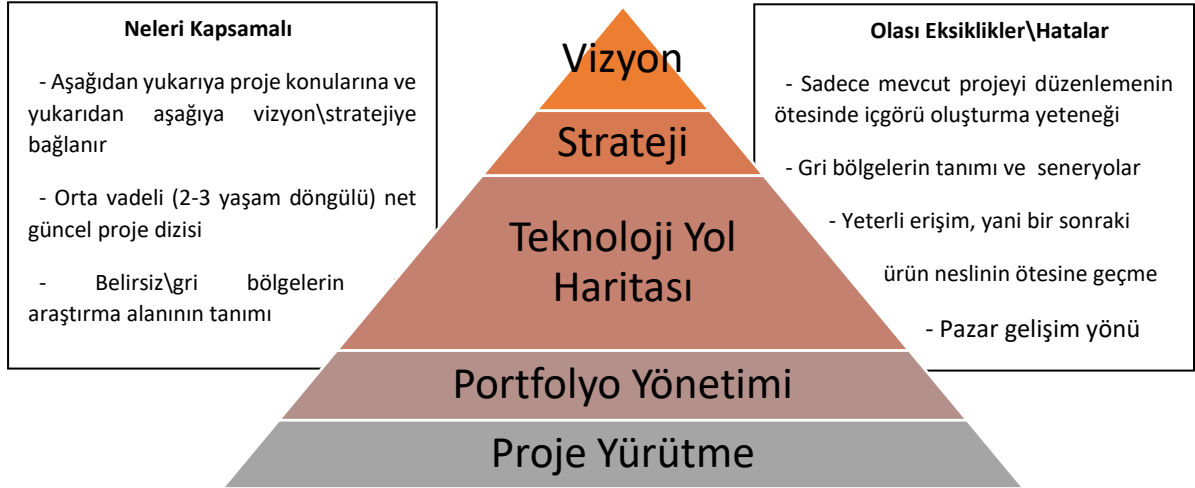 Neleri Kapsamalı
- Aşağıdan yukarıya proje konularına ve
yukarıdan aşağıya vizyon\stratejiye
bağlanır
- Orta vadeli (2-3 yaşam döngülü) net
güncel proje dizisi
- Belirsiz\gri bölgelerin
araştırma alanının tanımı
Vizyon
Strateji
Teknoloji Yol
Haritası
Portfolyo Yönetimi
Proje Yürütme
Olası Eksiklikler\Hatalar
- Sadece mevcut projeyi düzenlemenin
ötesinde içgörü oluşturma yeteneği
- Gri bölgelerin tanımı ve seneryolar
- Yeterli erişim, yani bir sonraki
ürün neslinin ötesine geçme
- Pazar gelişim yönü